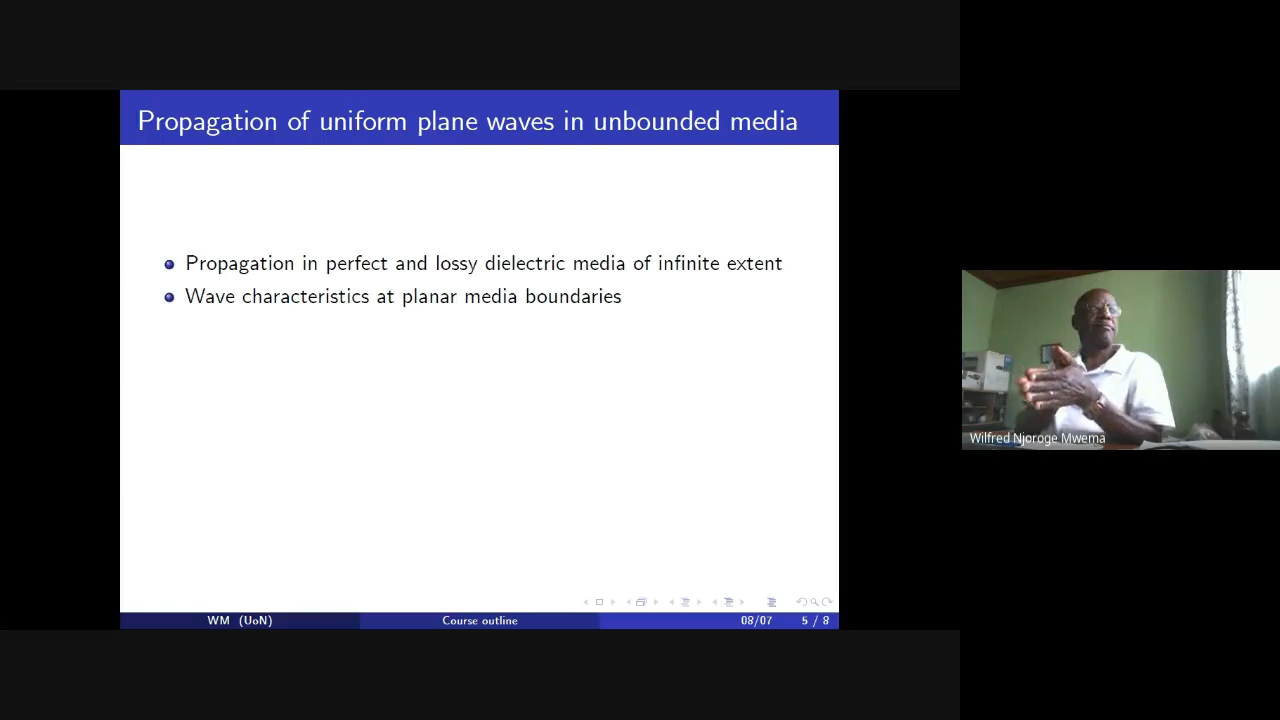 Propagation of uniform plane waves in unbounded media
Propagation in perfect and lossy dielectric media of infinite extent
Wave characteristics at planar media boundaries
Wilfred Njoroge Mwema
WM (UoN)
Course outline
08/07
5 / 8